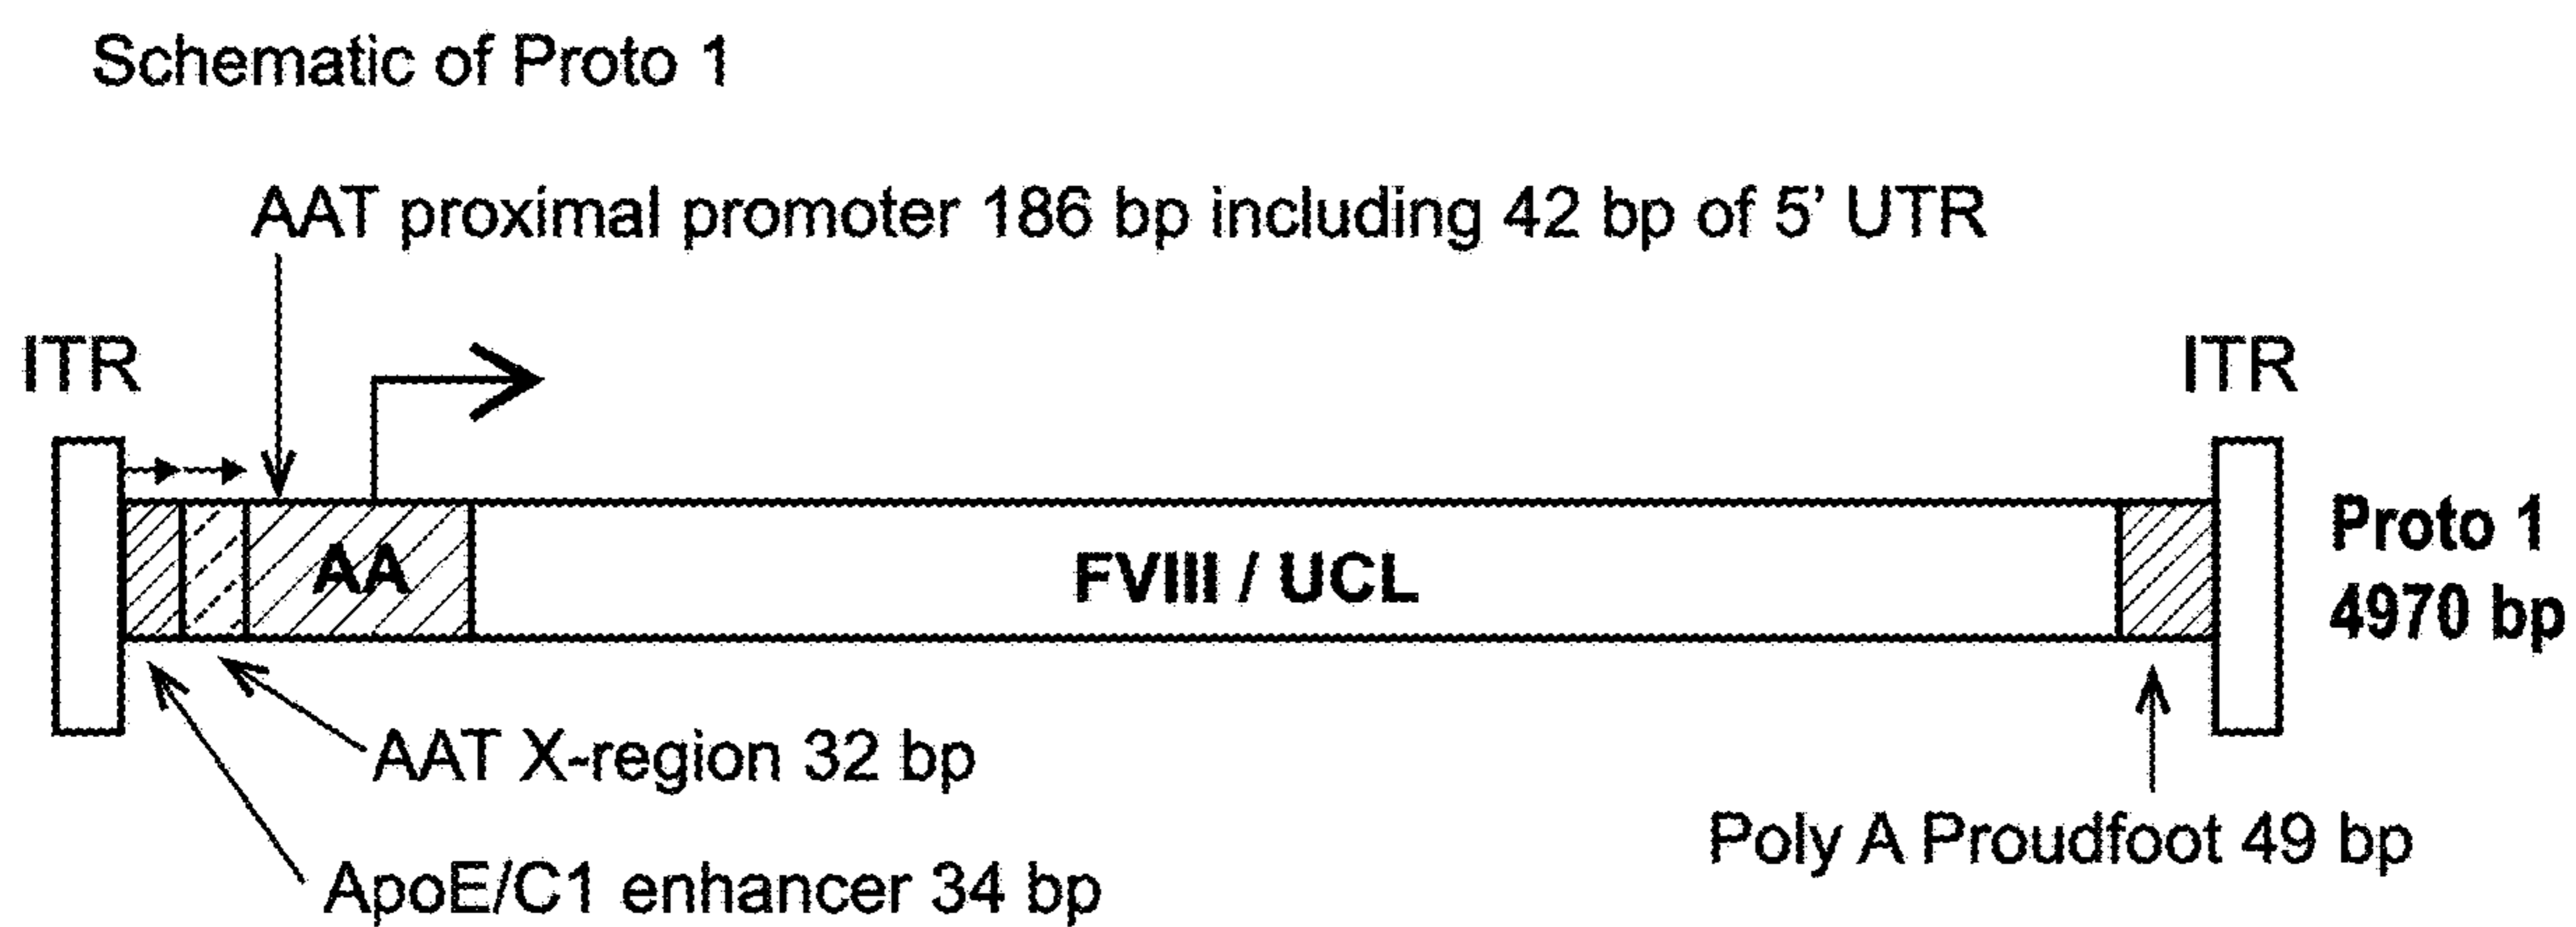 Schematic of Proto 1
AAT proximal promoter 186 bp including 42 bp of 5’ UTR
ITR
ITR
AA
FVIII / UCL
Proto 1
4970 bp
AAT X-region 32 bp
Poly A Proudfoot 49 bp
ApoE/C1 enhancer 34 bp